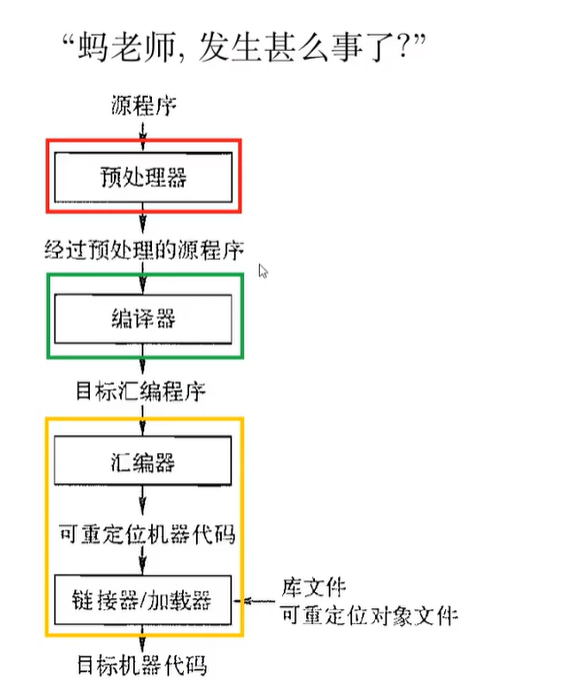 “蚂老师, 发生甚么事了?”
源程序
预处理器
经过预处理的源程序
编译器
目标汇编程序
汇编器
可重定位机器代码
链接器/加载器
库文件
可重定位对象文件
目标机器代码